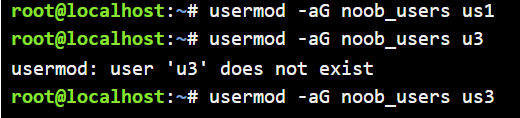 root@localhost:~# usermod -aG noob_users us1
root@localhost:~# usermod -aG noob_users u3
usermod: user 'u3' does not exist
root@localhost:~# usermod -aG noob_users us3